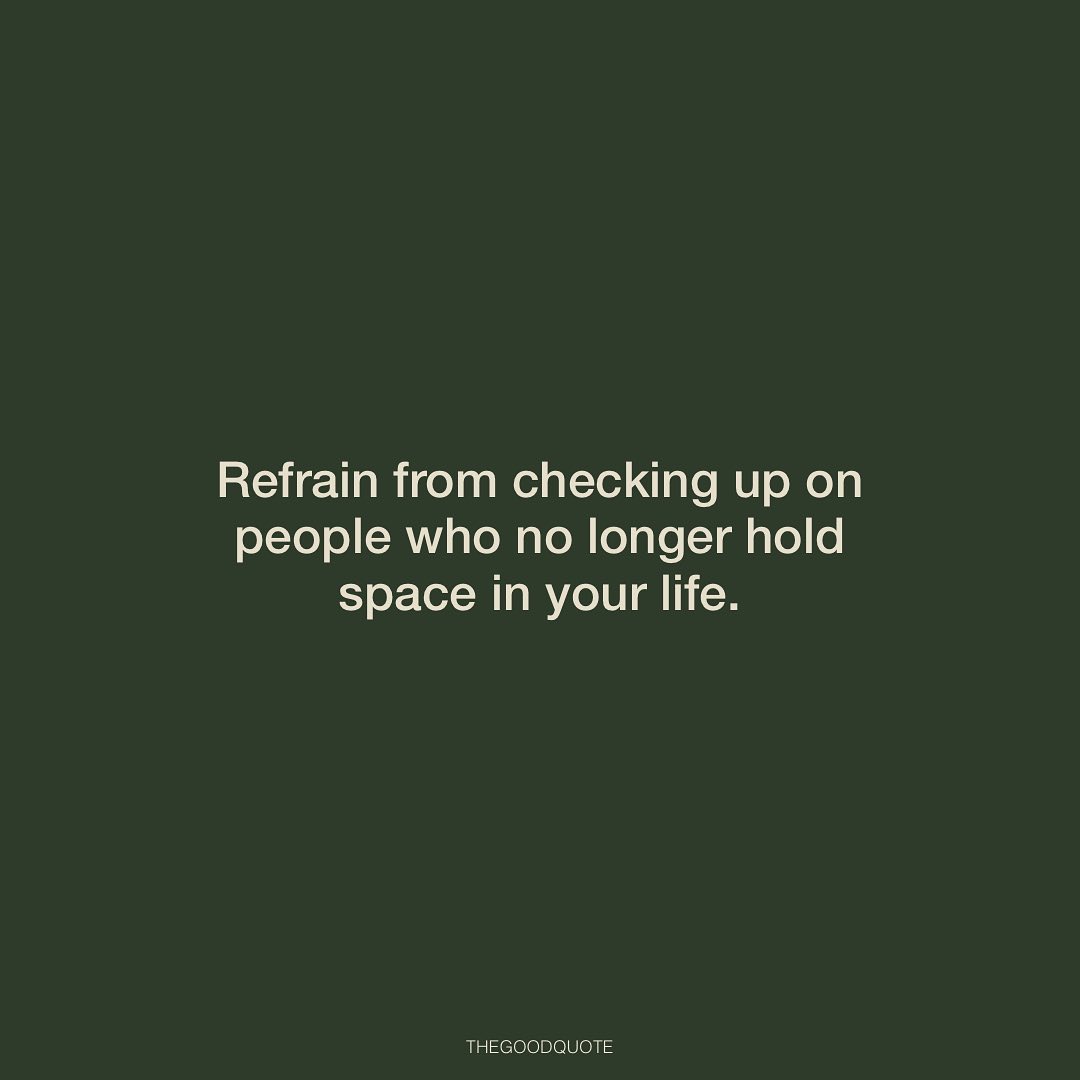 Refrain from checking up on
people who no longer hold
space in your life.
THEGOODQUOTE